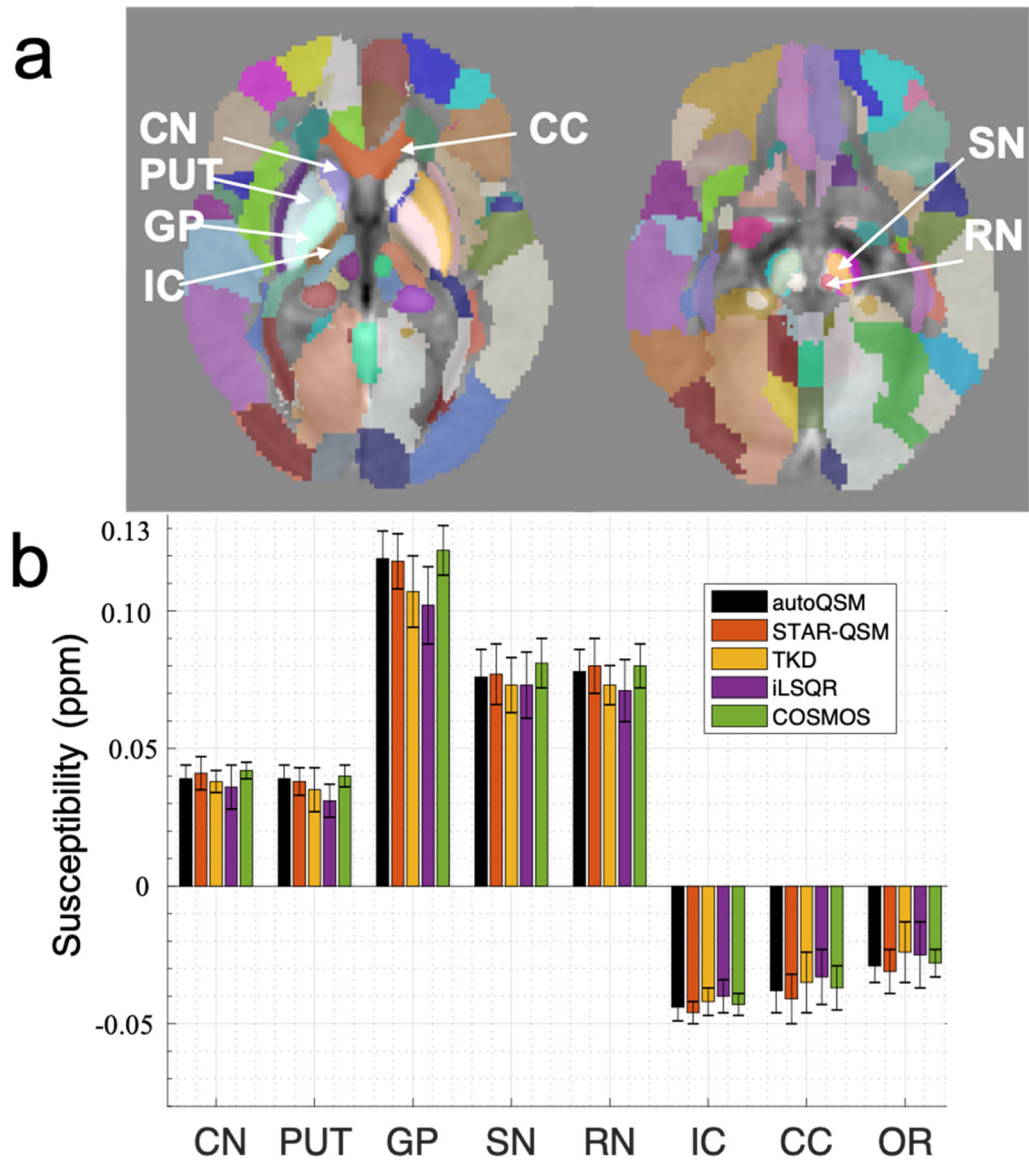 a
CN
PUT
GP
IC
CC
SN
RN
b
Susceptibility (ppm)
0.13
0.10
0.05
0
-0.05
autoQSM
STAR-QSM
TKD
iLSQR
COSMOS
CN PUT GP SN RN IC CC OR